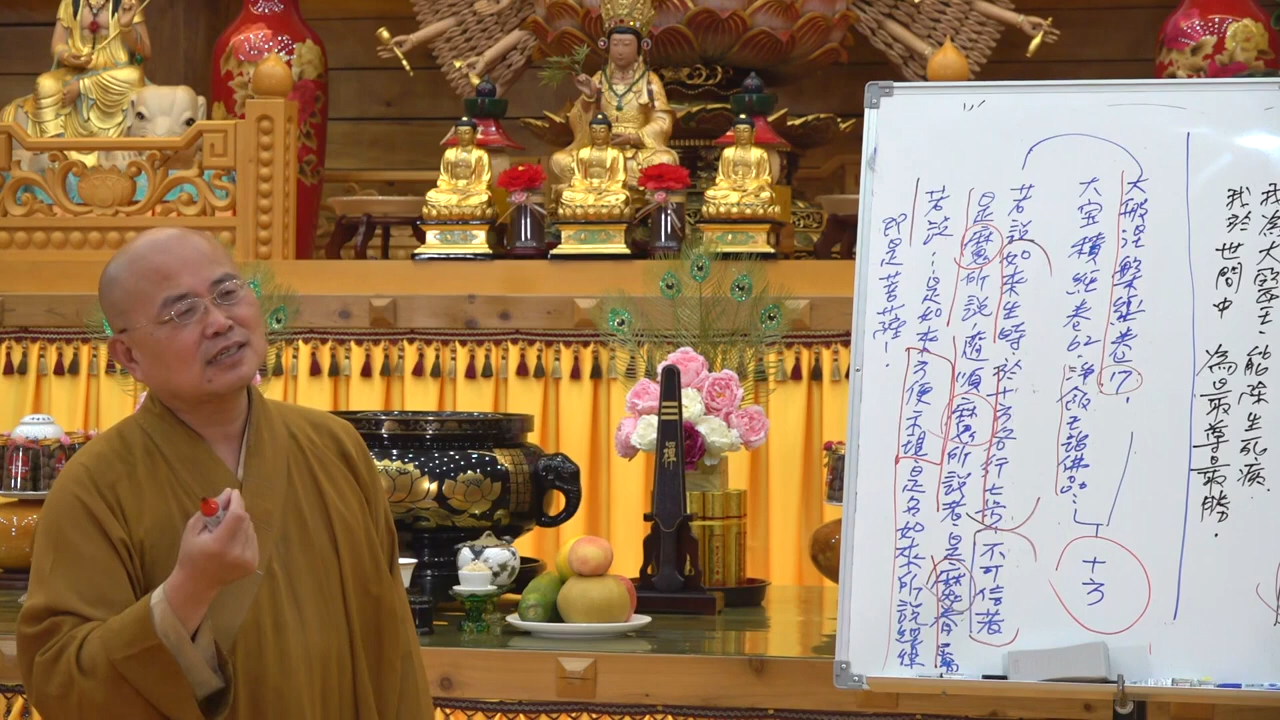 我為大醫王,能除生死疾.
我於世間中 為最尊最勝.
大般涅槃經卷17.
大宝積経卷62.淨飯王詣佛品…
十方
若說如來生時.於十方各行七步.不可信者
是魔所說,隨順魔所說者,是魔眷屬
若說……是如來方便示現是名如來所說經律
即是菩薩!
禪